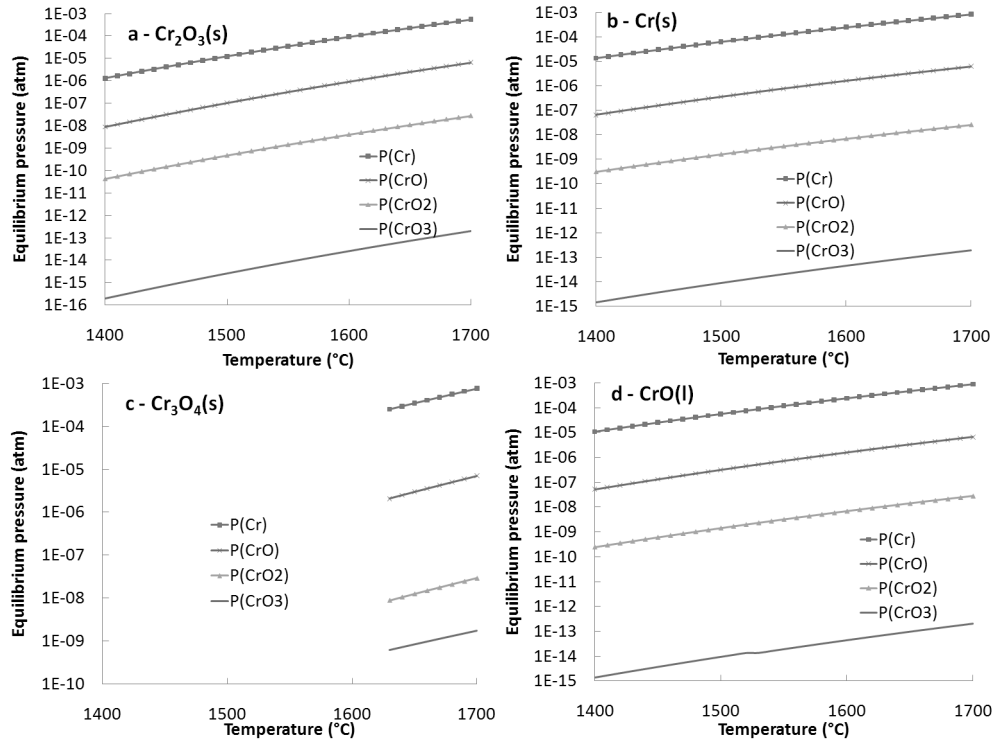 a - Cr₂O₃(s)
Equilibrium pressure (atm)
1E-03
1E-04
1E-05
1E-06
1E-07
1E-08
1E-09
1E-10
1E-11
1E-12
1E-13
1E-14
1E-15
1E-16
P(Cr)
P(CrO)
P(CrO2)
P(CrO3)
1400 1500 1600 1700
Temperature (°C)
b - Cr(s)
Equilibrium pressure (atm)
1E-03
1E-04
1E-05
1E-06
1E-07
1E-08
1E-09
1E-10
1E-11
1E-12
1E-13
1E-14
1E-15
P(Cr)
P(CrO)
P(CrO2)
P(CrO3)
1400 1500 1600 1700
Temperature (°C)
c - Cr₃O₄(s)
Equilibrium pressure (atm)
1E-03
1E-04
1E-05
1E-06
1E-07
1E-08
1E-09
1E-10
P(Cr)
P(CrO)
P(CrO2)
P(CrO3)
1400 1500 1600 1700
Temperature (°C)
d - CrO(l)
Equilibrium pressure (atm)
1E-03
1E-04
1E-05
1E-06
1E-07
1E-08
1E-09
1E-10
1E-11
1E-12
1E-13
1E-14
1E-15
P(Cr)
P(CrO)
P(CrO2)
P(CrO3)
1400 1500 1600 1700
Temperature (°C)